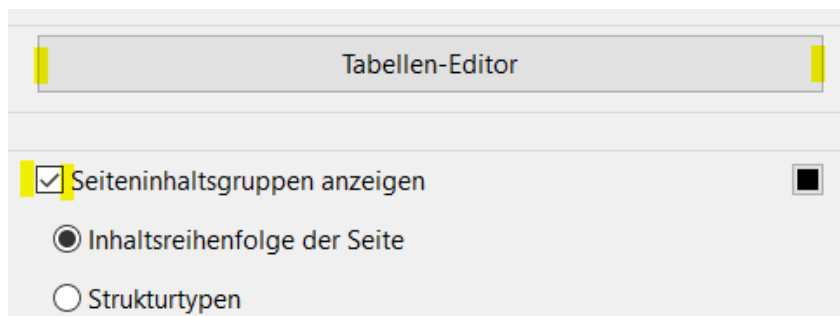 Tabellen-Editor
Seiteninhaltsgruppen anzeigen
Inhaltsreihenfolge der Seite
Strukturtypen